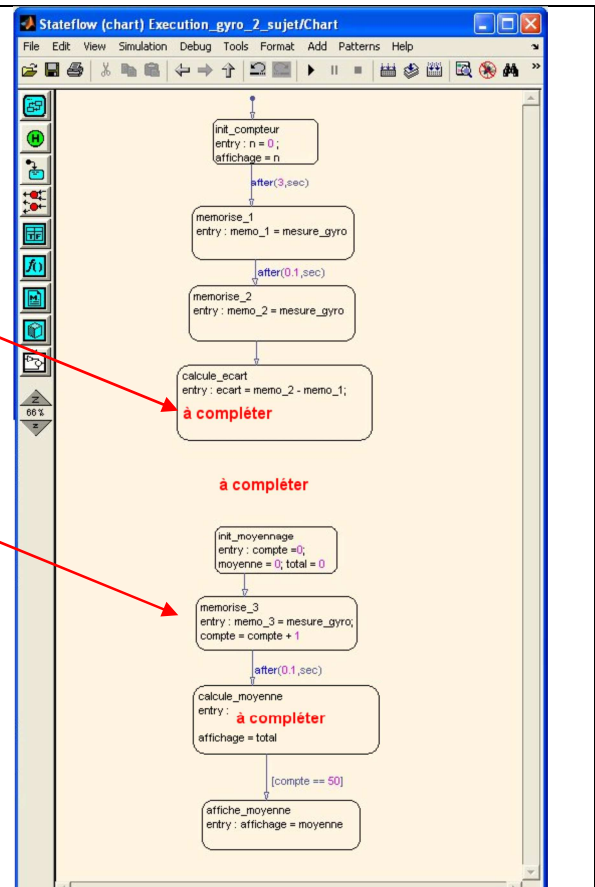 Stateflow (chart) Execution_gyro_2_sujet/Chart
File Edit View Simulation Debug Tools Format Add Patterns Help
init_compteur
entry : n = 0 ;
affichage = n
after(3,sec)
memorise_1
entry : memo_1 = mesure_gyro
after(0.1,sec)
memorise_2
entry : memo_2 = mesure_gyro
calcule_ecart
entry : ecart = memo_2 - memo_1;
à compléter
66 %
à compléter
init_moyennage
entry : compte =0;
moyenne = 0; total = 0
memorise_3
entry : memo_3 = mesure_gyro;
compte = compte + 1
after(0.1,sec)
calcule_moyenne
entry : à compléter
affichage = total
[compte == 50]
affiche_moyenne
entry : affichage = moyenne